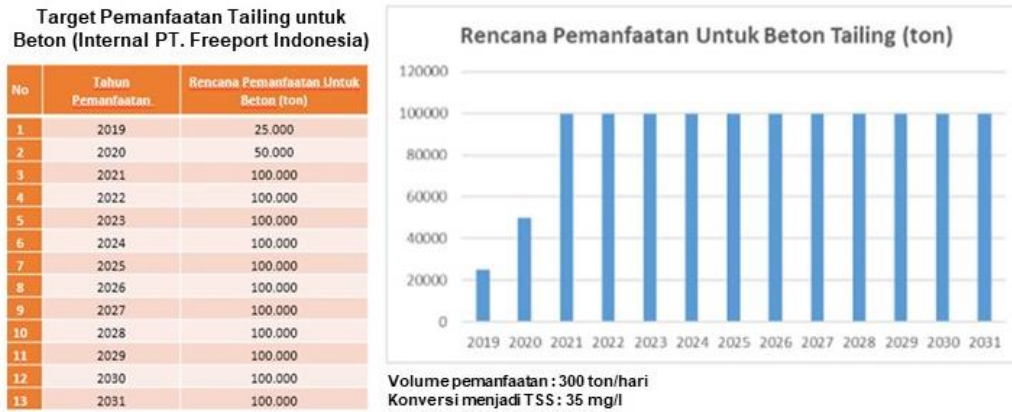 Target Pemanfaatan Tailing untuk
Beton (Internal PT. Freeport Indonesia)
No Tahun Pemanfaatan Rencana Pemanfaatan Untuk Beton (ton)
1 2019 25.000
2 2020 50.000
3 2021 100.000
4 2022 100.000
5 2023 100.000
6 2024 100.000
7 2025 100.000
8 2026 100.000
9 2027 100.000
10 2028 100.000
11 2029 100.000
12 2030 100.000
13 2031 100.000
Rencana Pemanfaatan Untuk Beton Tailing (ton)
120000
100000
80000
60000
40000
20000
0
2019 2020 2021 2022 2023 2024 2025 2026 2027 2028 2029 2030 2031
Volume pemanfaatan : 300 ton/hari
Konversi menjadi TSS : 35 mg/l